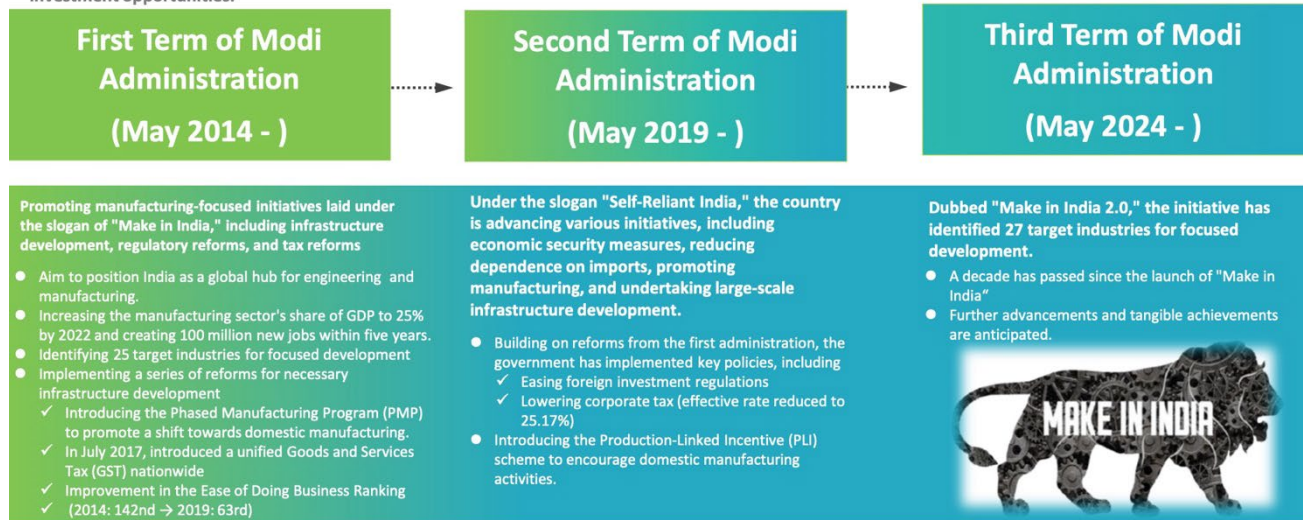 investment opportunities.
First Term of Modi
Administration
(May 2014 - )
Second Term of Modi
Administration
(May 2019 - )
Third Term of Modi
Administration
(May 2024 - )
Promoting manufacturing-focused initiatives laid under
the slogan of "Make in India," including infrastructure
development, regulatory reforms, and tax reforms
● Aim to position India as a global hub for engineering and
manufacturing.
● Increasing the manufacturing sector's share of GDP to 25%
by 2022 and creating 100 million new jobs within five years.
● Identifying 25 target industries for focused development
● Implementing a series of reforms for necessary
infrastructure development
✓ Introducing the Phased Manufacturing Program (PMP)
to promote a shift towards domestic manufacturing.
✓ In July 2017, introduced a unified Goods and Services
Tax (GST) nationwide
✓ Improvement in the Ease of Doing Business Ranking
✓ (2014: 142nd → 2019: 63rd)
Under the slogan "Self-Reliant India," the country
is advancing various initiatives, including
economic security measures, reducing
dependence on imports, promoting
manufacturing, and undertaking large-scale
infrastructure development.
● Building on reforms from the first administration, the
government has implemented key policies, including
✓ Easing foreign investment regulations
✓ Lowering corporate tax (effective rate reduced to
25.17%)
● Introducing the Production-Linked Incentive (PLI)
scheme to encourage domestic manufacturing
activities.
Dubbed "Make in India 2.0," the initiative has
identified 27 target industries for focused
development.
● A decade has passed since the launch of "Make in
India“
● Further advancements and tangible achievements
are anticipated.
MAKE IN INDIA